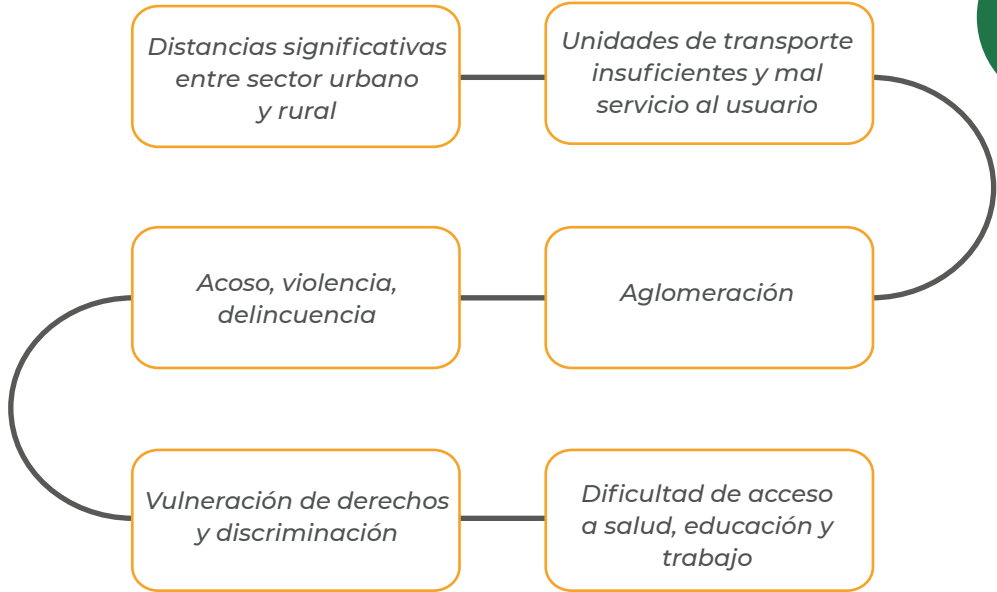 Distancias significativas
entre sector urbano
y rural
Unidades de transporte
insuficientes y mal
servicio al usuario
Acoso, violencia,
delincuencia
Aglomeración
Vulneración de derechos
y discriminación
Dificultad de acceso
a salud, educación y
trabajo